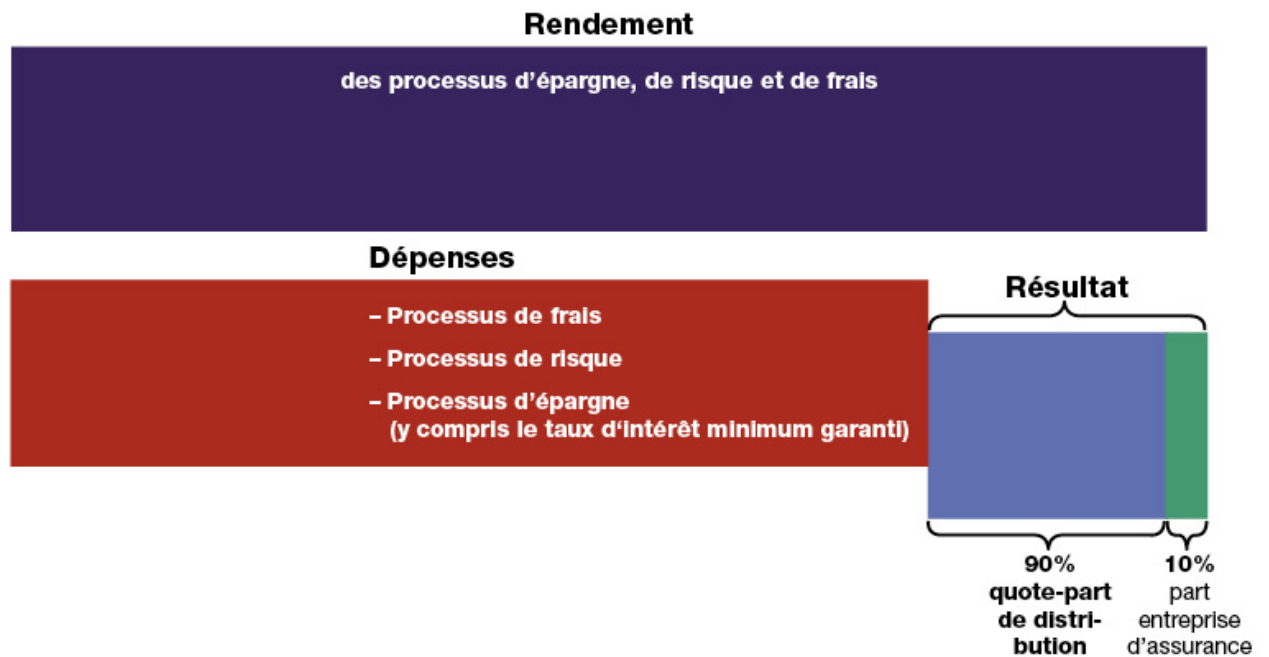 Rendement
des processus d'épargne, de risque et de frais
Dépenses
– Processus de frais
– Processus de risque
– Processus d'épargne
(y compris le taux d'intérêt minimum garanti)
Résultat
90%
quote-part
de distri-
bution
10%
part
entreprise
d'assurance